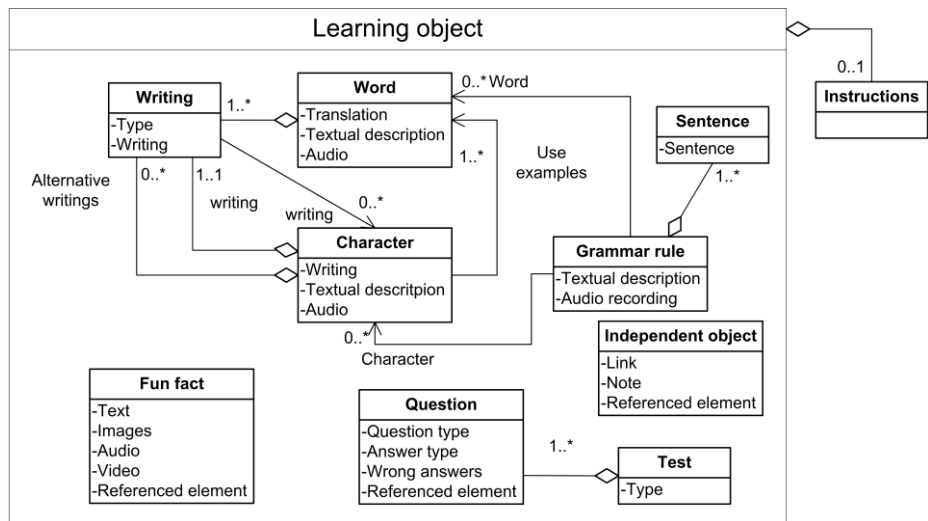 Learning object
0..1
Instructions
Writing
-Type
-Writing
1..*
Word
-Translation
-Textual description
-Audio
0..* Word
1..*
Use
examples
Sentence
-Sentence
1..*
Alternative
writings
0..*
1..1
writing
writing
0..*
Character
-Writing
-Textual descritpion
-Audio
0..*
Character
Grammar rule
-Textual description
-Audio recording
Independent object
-Link
-Note
-Referenced element
Fun fact
-Text
-Images
-Audio
-Video
-Referenced element
Question
-Question type
-Answer type
-Wrong answers
-Referenced element
1..*
Test
-Type